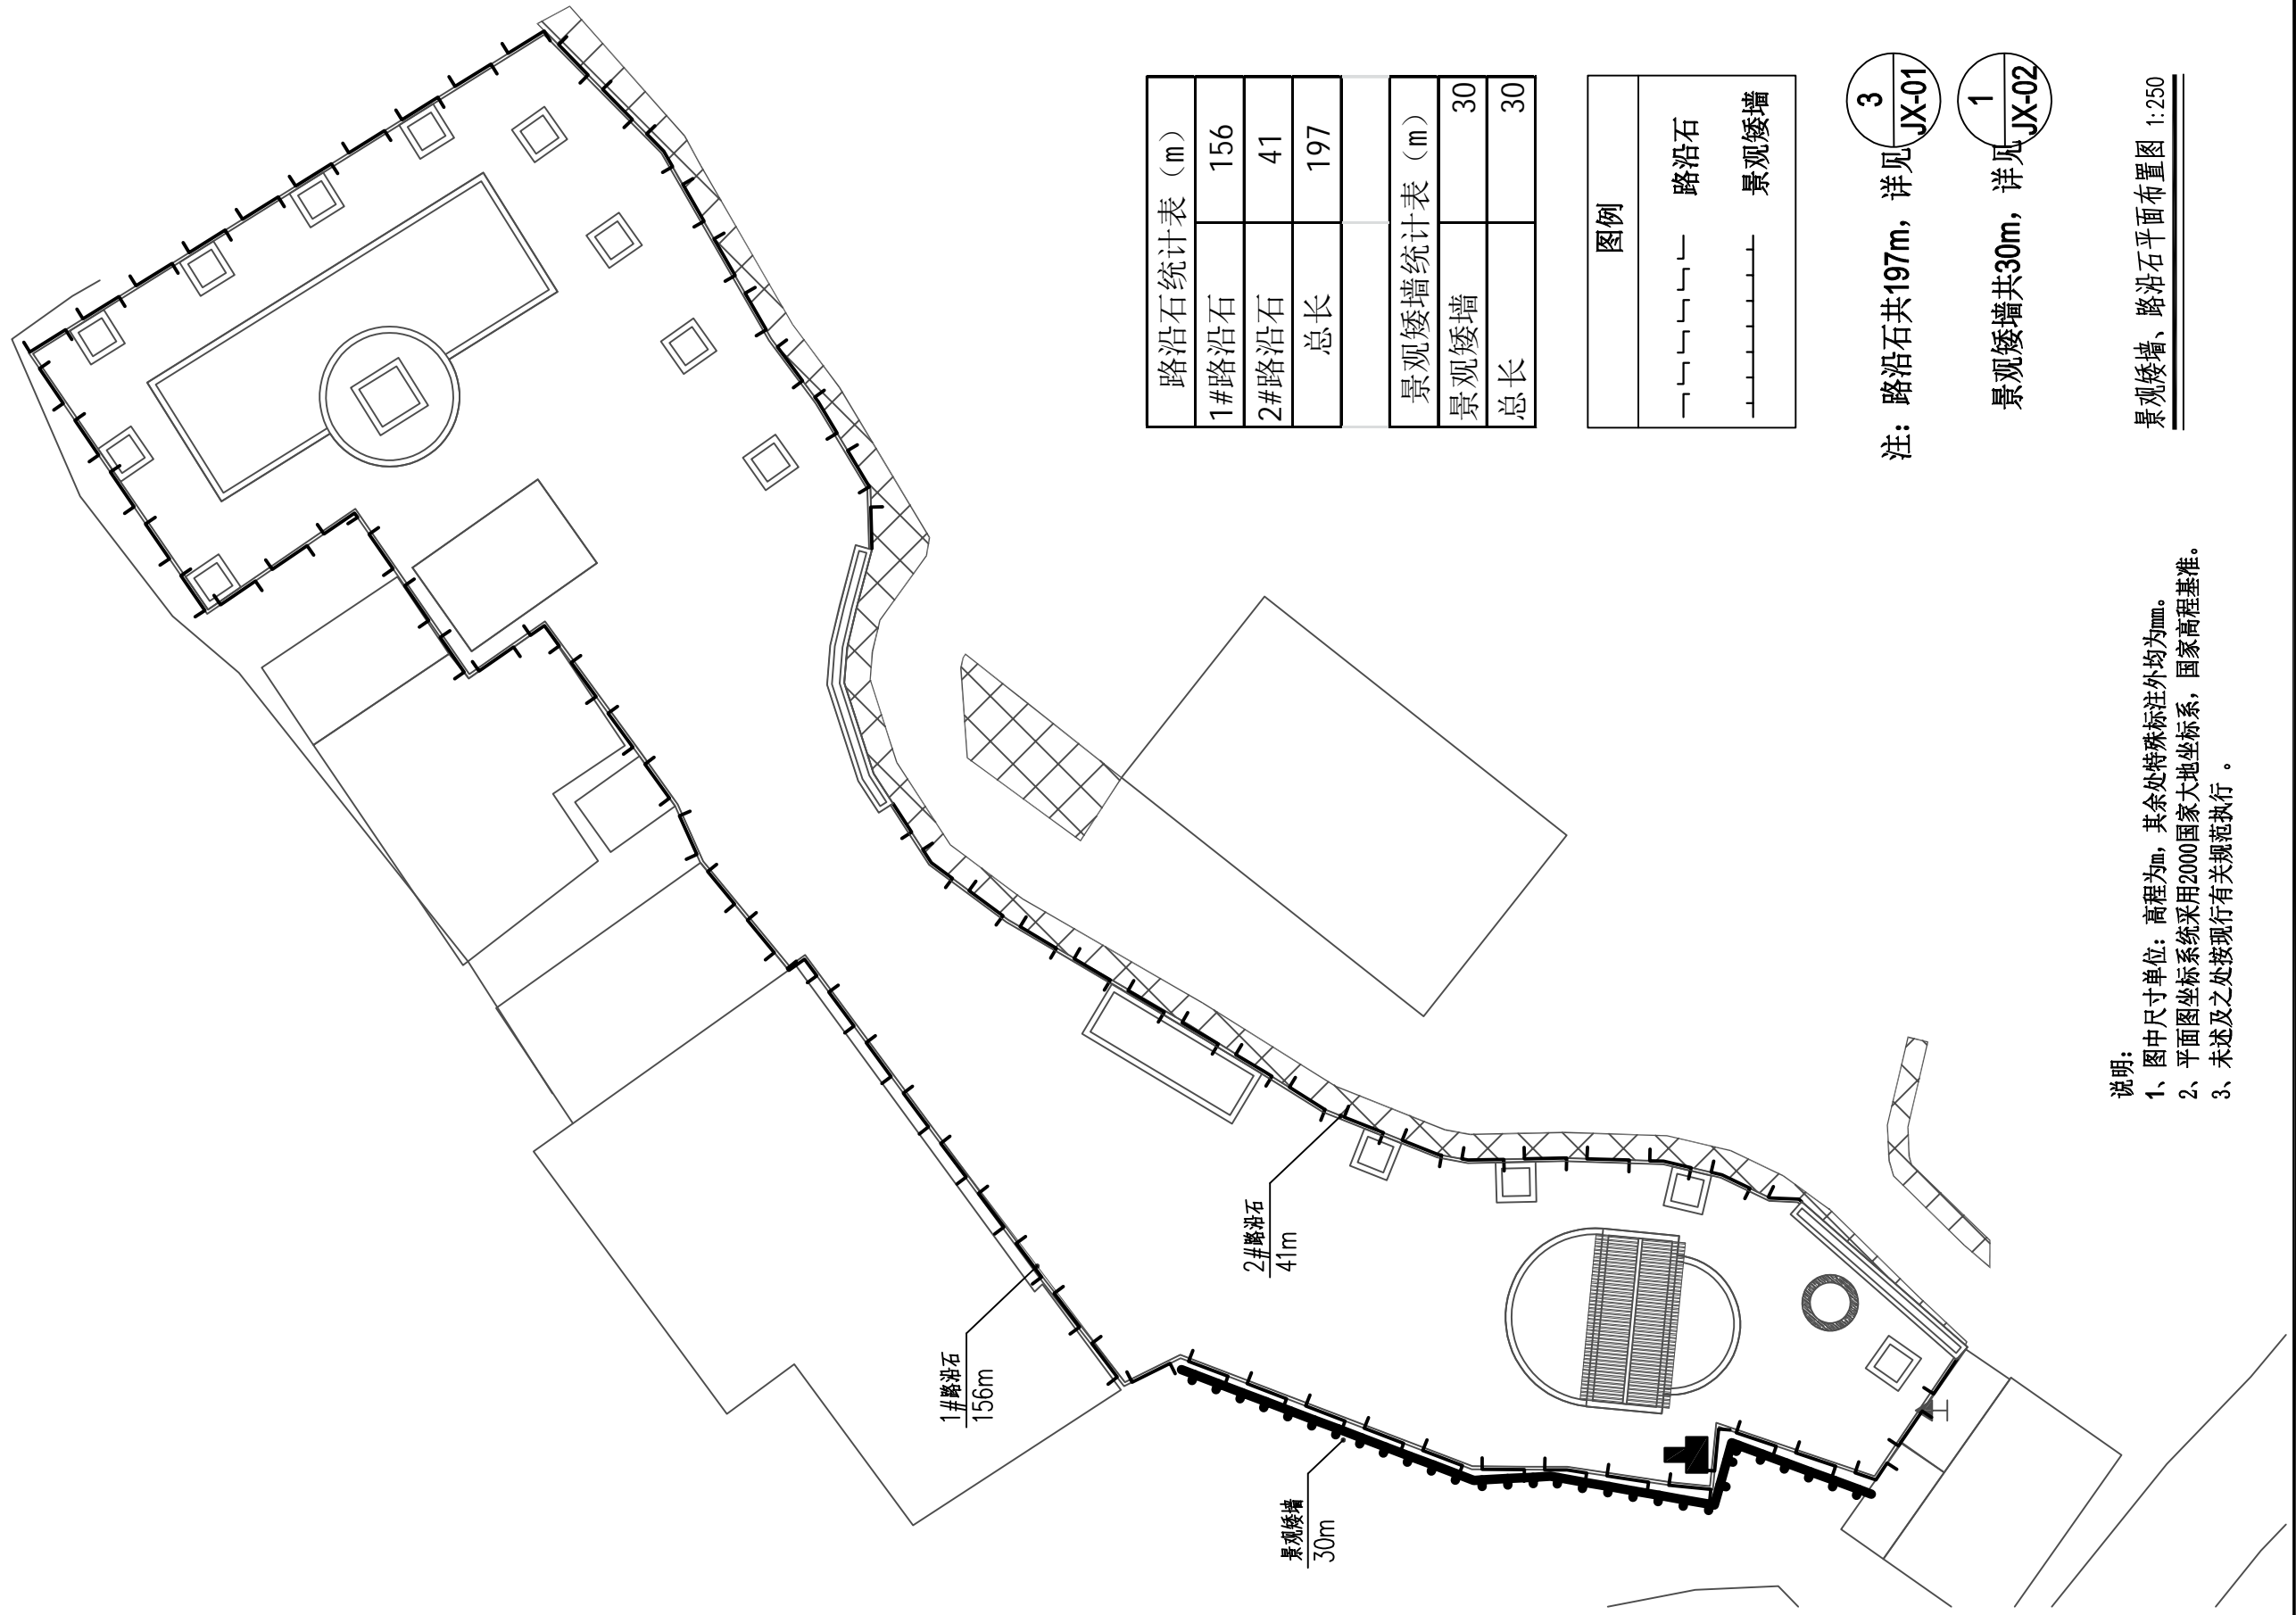 路沿石统计表（m）
1#路沿石 156
2#路沿石 41
总长 197
景观矮墙统计表（m）
景观矮墙 30
总长 30
图例
路沿石
景观矮墙
注：路沿石共197m，详见 3 JX-01
景观矮墙共30m，详见 1 JX-02
景观矮墙、路沿石平面布置图 1:250
1#路沿石
156m
2#路沿石
41m
景观矮墙
30m
说明：
1、图中尺寸单位：高程为m，其余处特殊标注外均为mm。
2、平面图坐标系统采用2000国家大地坐标系，国家高程基准。
3、未述及之处按现行有关规范执行 。